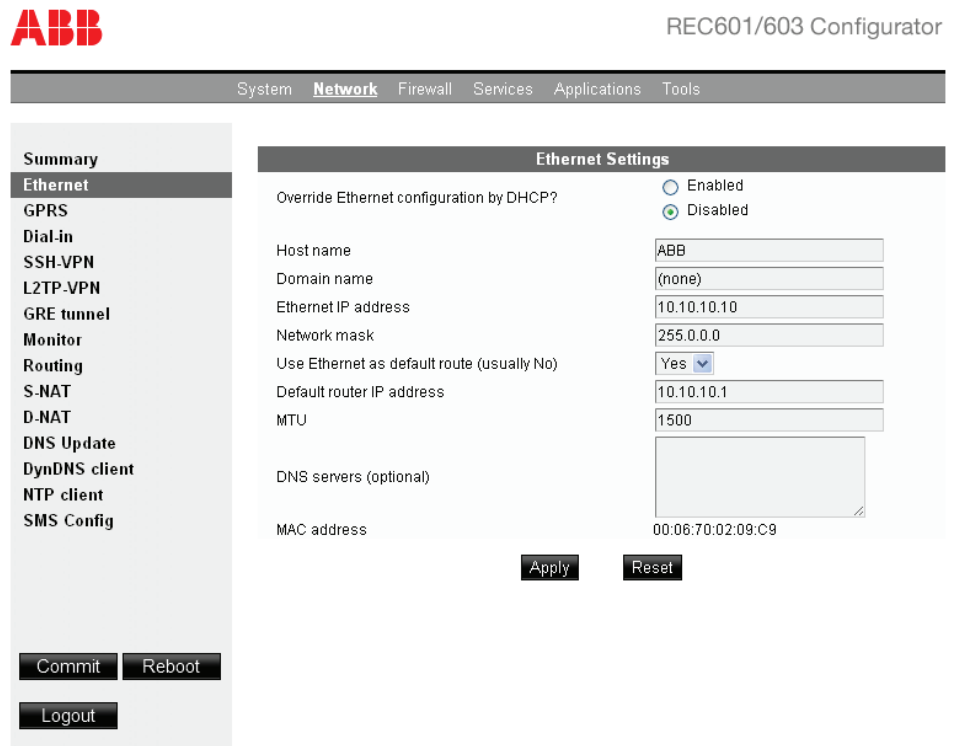 ABB
REC601/603 Configurator
System Network Firewall Services Applications Tools
Summary
Ethernet
GPRS
Dial-in
SSH-VPN
L2TP-VPN
GRE tunnel
Monitor
Routing
S-NAT
D-NAT
DNS Update
DynDNS client
NTP client
SMS Config
Commit Reboot
Logout
Ethernet Settings
Override Ethernet configuration by DHCP? Enabled
Disabled
Host name ABB
Domain name (none)
Ethernet IP address 10.10.10.10
Network mask 255.0.0.0
Use Ethernet as default route (usually No) Yes
Default router IP address 10.10.10.1
MTU 1500
DNS servers (optional)
MAC address 00:06:70:02:09:C9
Apply Reset